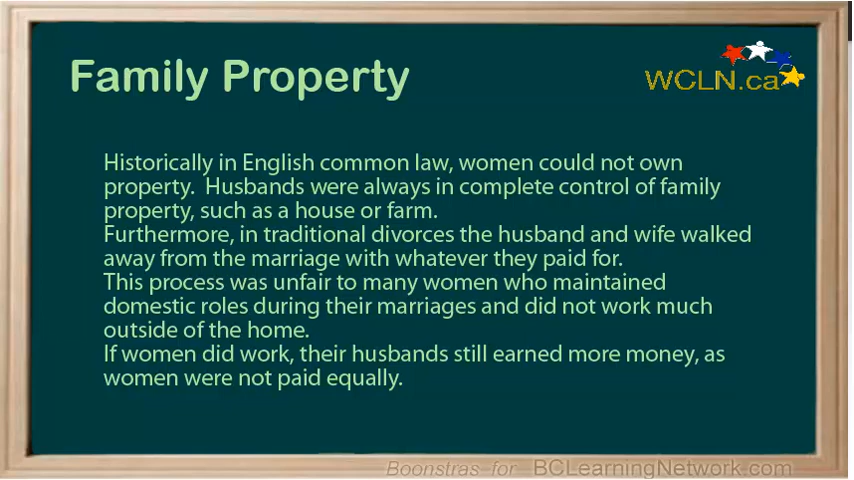 Family Property
WCLN.ca
Historically in English common law, women could not own
property.  Husbands were always in complete control of family
property, such as a house or farm.
Furthermore, in traditional divorces the husband and wife walked
away from the marriage with whatever they paid for.
This process was unfair to many women who maintained
domestic roles during their marriages and did not work much
outside of the home.
If women did work, their husbands still earned more money, as
women were not paid equally.
Boonstras for BCLearningNetwork.com